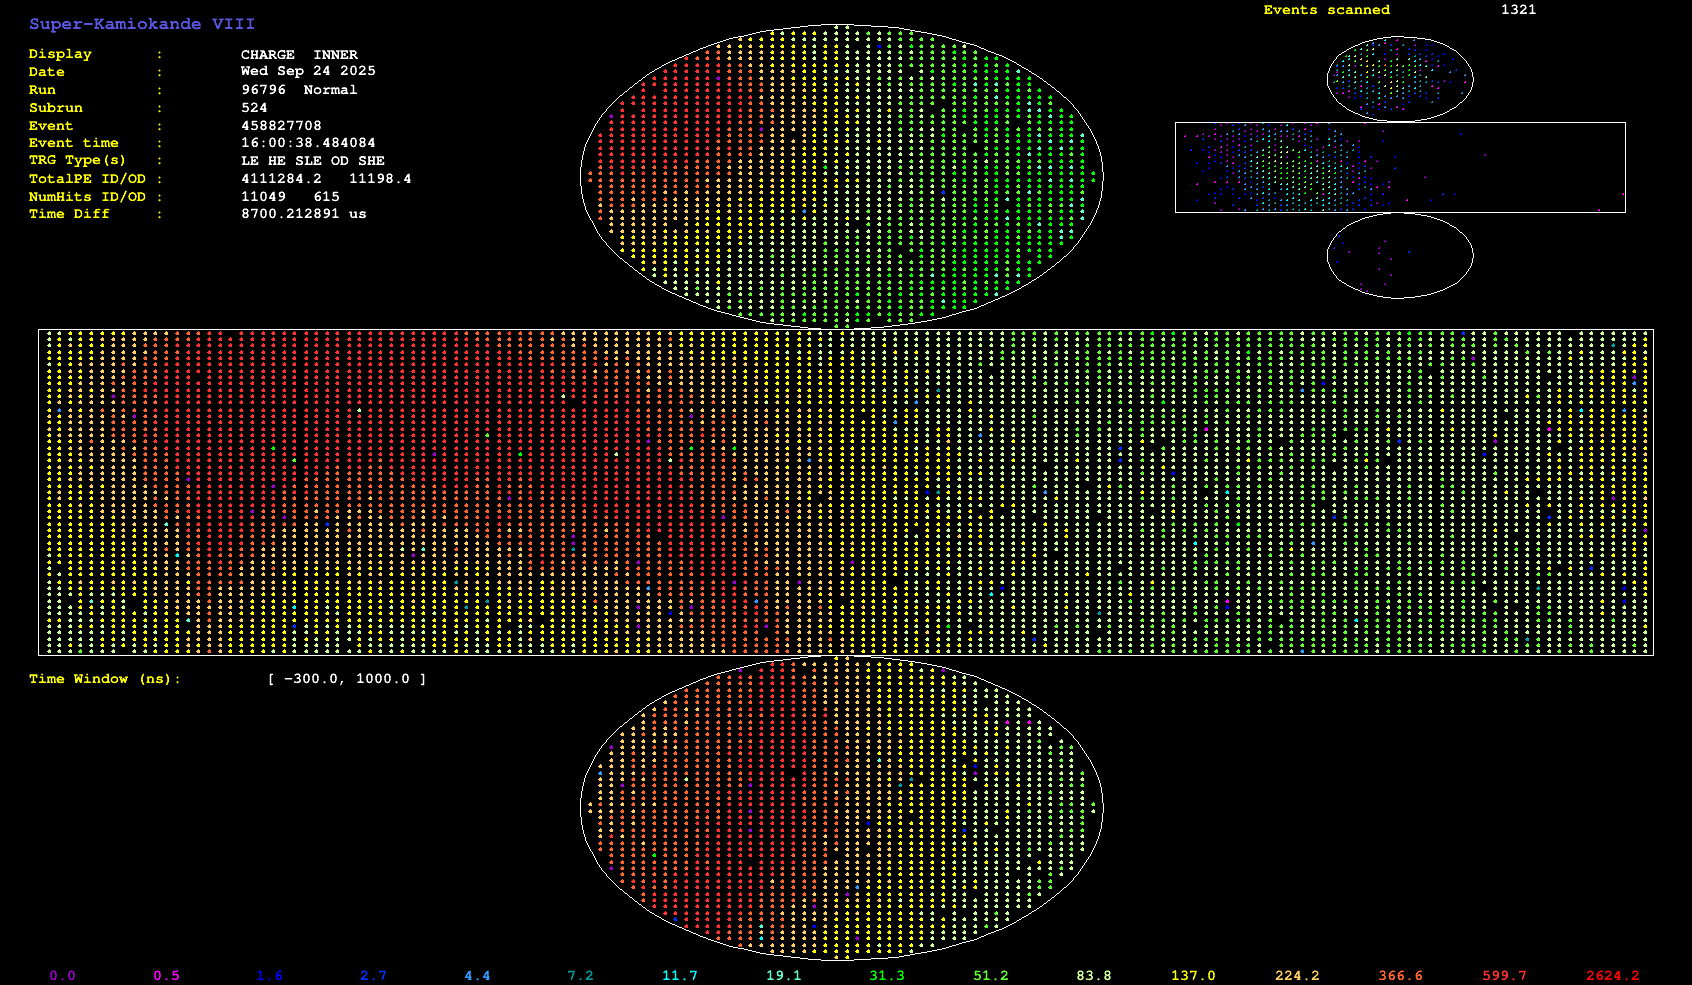 Super-Kamiokande VIII
Events scanned 1321
Display : CHARGE INNER
Date : Wed Sep 24 2025
Run : 96796 Normal
Subrun : 524
Event : 458827708
Event time : 16:00:38.484084
TRG Type(s) : LE HE SLE OD SHE
TotalPE ID/OD : 4111284.2 11198.4
NumHits ID/OD : 11049 615
Time Diff : 8700.212891 us
Time Window (ns): [ -300.0, 1000.0 ]
0.0 0.5 1.6 2.7 4.4 7.2 11.7 19.1 31.3 51.2 83.8 137.0 224.2 366.6 599.7 2624.2